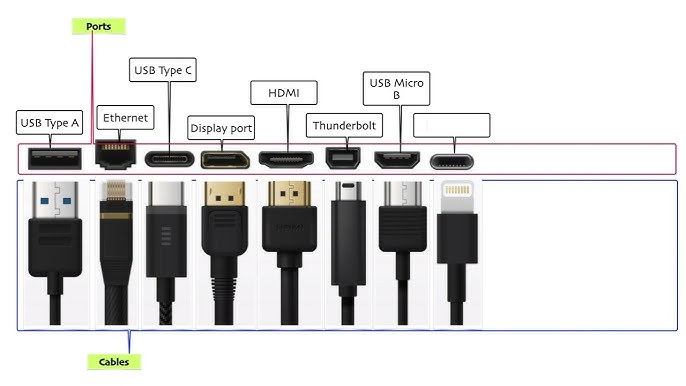 Ports
USB Type C
USB Micro
B
HDMI
Ethernet
USB Type A
Display port
Thunderbolt
Cables